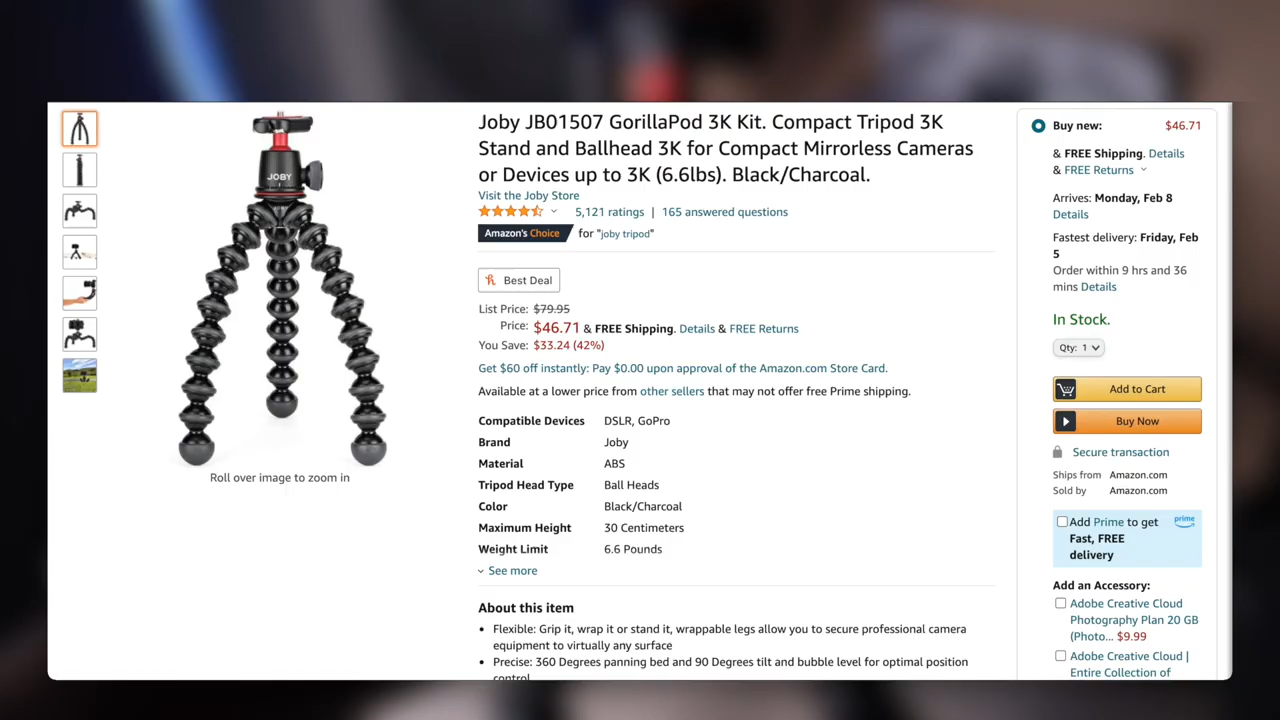 JOBY
Roll over image to zoom in
Joby JB01507 GorillaPod 3K Kit. Compact Tripod 3K
Stand and Ballhead 3K for Compact Mirrorless Cameras
or Devices up to 3K (6.6lbs). Black/Charcoal.
Visit the Joby Store
5,121 ratings | 165 answered questions
Amazon's Choice for "joby tripod"
Best Deal
List Price: $79.95
Price: $46.71 & FREE Shipping. Details & FREE Returns
You Save: $33.24 (42%)
Get $60 off instantly: Pay $0.00 upon approval of the Amazon.com Store Card.
Available at a lower price from other sellers that may not offer free Prime shipping.
Compatible Devices DSLR, GoPro
Brand Joby
Material ABS
Tripod Head Type Ball Heads
Color Black/Charcoal
Maximum Height 30 Centimeters
Weight Limit 6.6 Pounds
See more
About this item
• Flexible: Grip it, wrap it or stand it, wrappable legs allow you to secure professional camera
equipment to virtually any surface
• Precise: 360 Degrees panning bed and 90 Degrees tilt and bubble level for optimal position
control
Buy new: $46.71
& FREE Shipping. Details
& FREE Returns
Arrives: Monday, Feb 8
Details
Fastest delivery: Friday, Feb
5
Order within 9 hrs and 36
mins Details
In Stock.
Qty: 1
Add to Cart
Buy Now
Secure transaction
Ships from Amazon.com
Sold by Amazon.com
Add Prime to get
Fast, FREE
delivery
prime
Add an Accessory:
Adobe Creative Cloud
Photography Plan 20 GB
(Photo... $9.99
Adobe Creative Cloud |
Entire Collection of